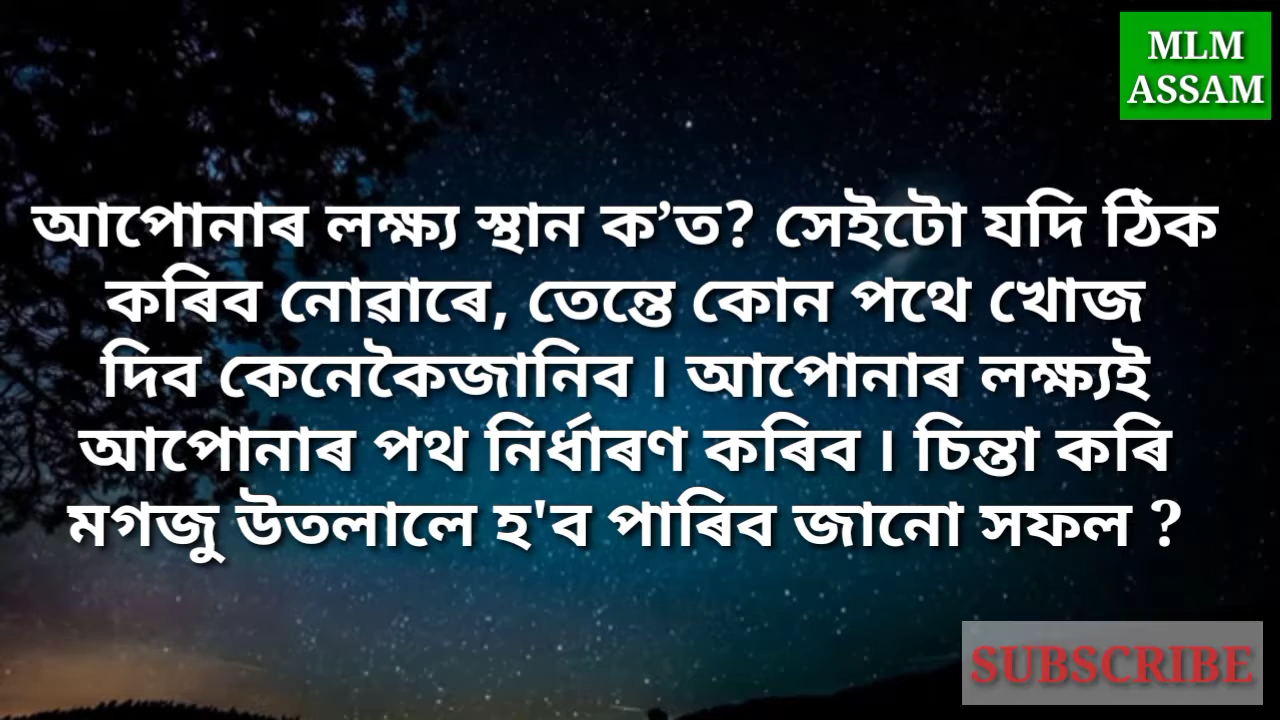 MLM
ASSAM
আপোনাৰ লক্ষ্য স্থান ক’ত? সেইটো যদি ঠিক
কৰিব নোৱাৰে, তেন্তে কোন পথে খোজ
দিব কেনেকৈজানিব । আপোনাৰ লক্ষ্যই
আপোনাৰ পথ নিৰ্ধাৰণ কৰিব । চিন্তা কৰি
মগজু উতলালে হ'ব পাৰিব জানো সফল ?
SUBSCRIBE